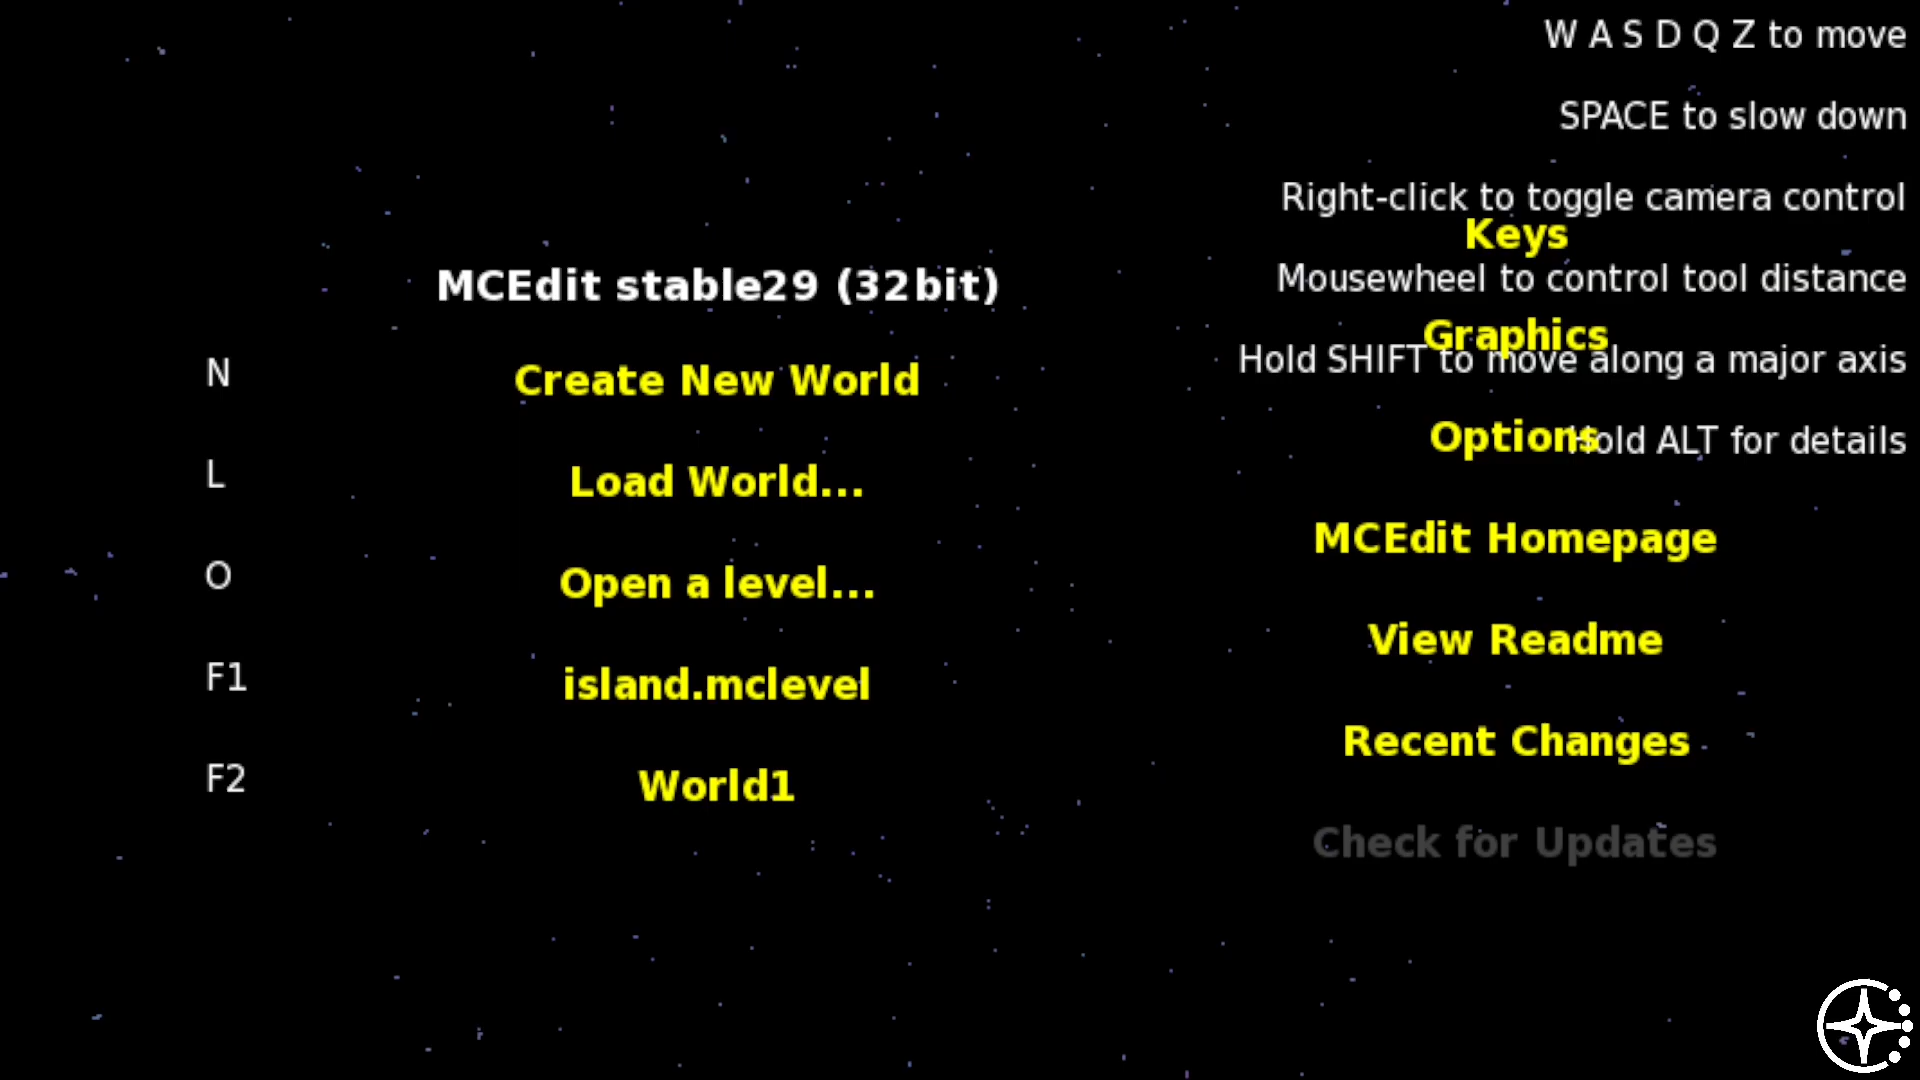 W A S D Q Z to move
SPACE to slow down
Right-click to toggle camera control
Keys
Mousewheel to control tool distance
Graphics
Hold SHIFT to move along a major axis
Options
Hold ALT for details
MCEdit Homepage
View Readme
Recent Changes
Check for Updates
MCEdit stable29 (32bit)
N Create New World
L Load World...
O Open a level...
F1 island.mclevel
F2 World1